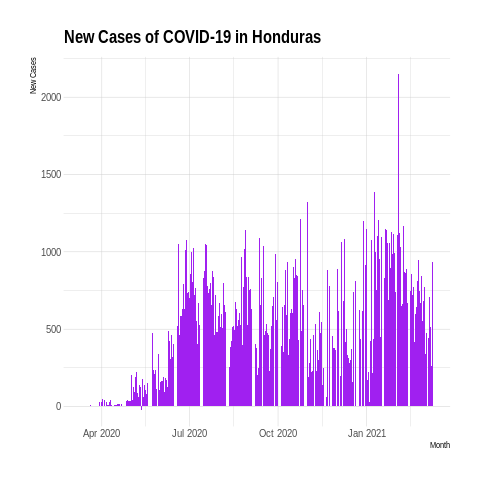 New Cases of COVID-19 in Honduras
New Cases
2000
1500
1000
500
0
Apr 2020 Jul 2020 Oct 2020 Jan 2021
Month